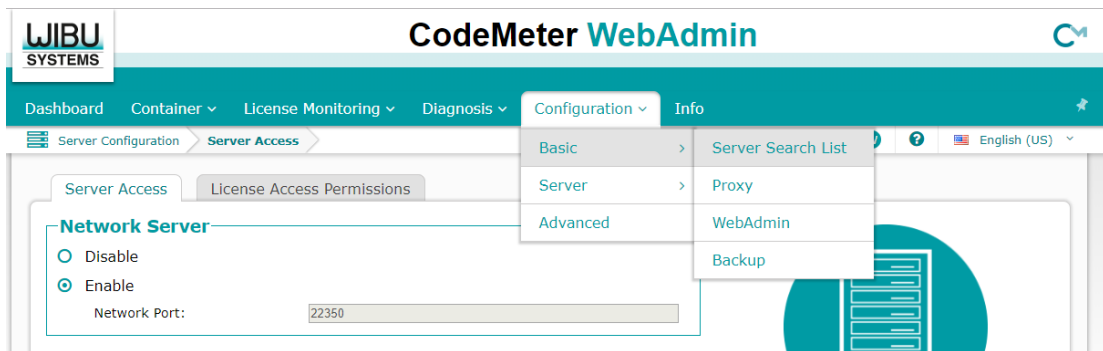 WIBU
SYSTEMS
CodeMeter WebAdmin
Dashboard Container License Monitoring Diagnosis Configuration Info
Server Configuration Server Access English (US)
Basic Server Search List
Server Access License Access Permissions
Server Proxy
Network Server
Advanced WebAdmin
Disable
Backup
Enable
Network Port: 22350